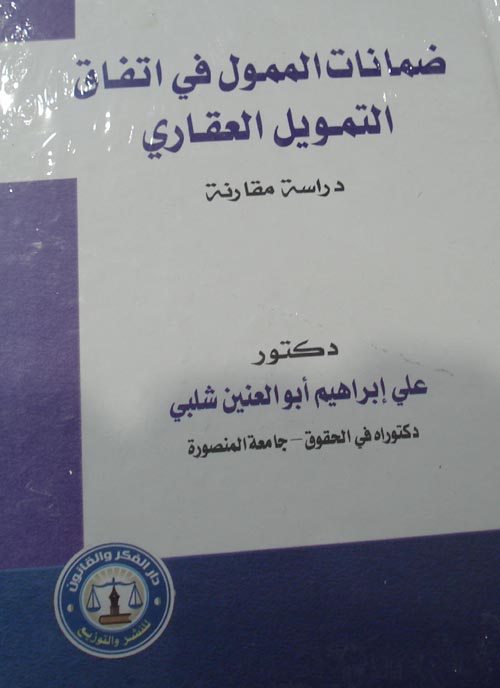 ضمانات الممول في اتفاق
التمويل العقاري
دراسة مقارنة
دكتور
علي إبراهيم أبو العنين شلبي
دكتوراه في الحقوق - جامعة المنصورة
دار الفكر والقانون
للنشر والتوزيع